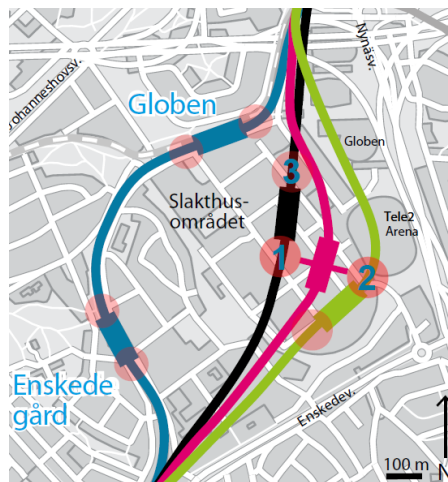 Nynäsv.
Johanneshovsv.
Globen
Globen
3
Slakthus-
området
Tele2
Arena
1
2
Enskede
gård
Enskedev.
100 m
N